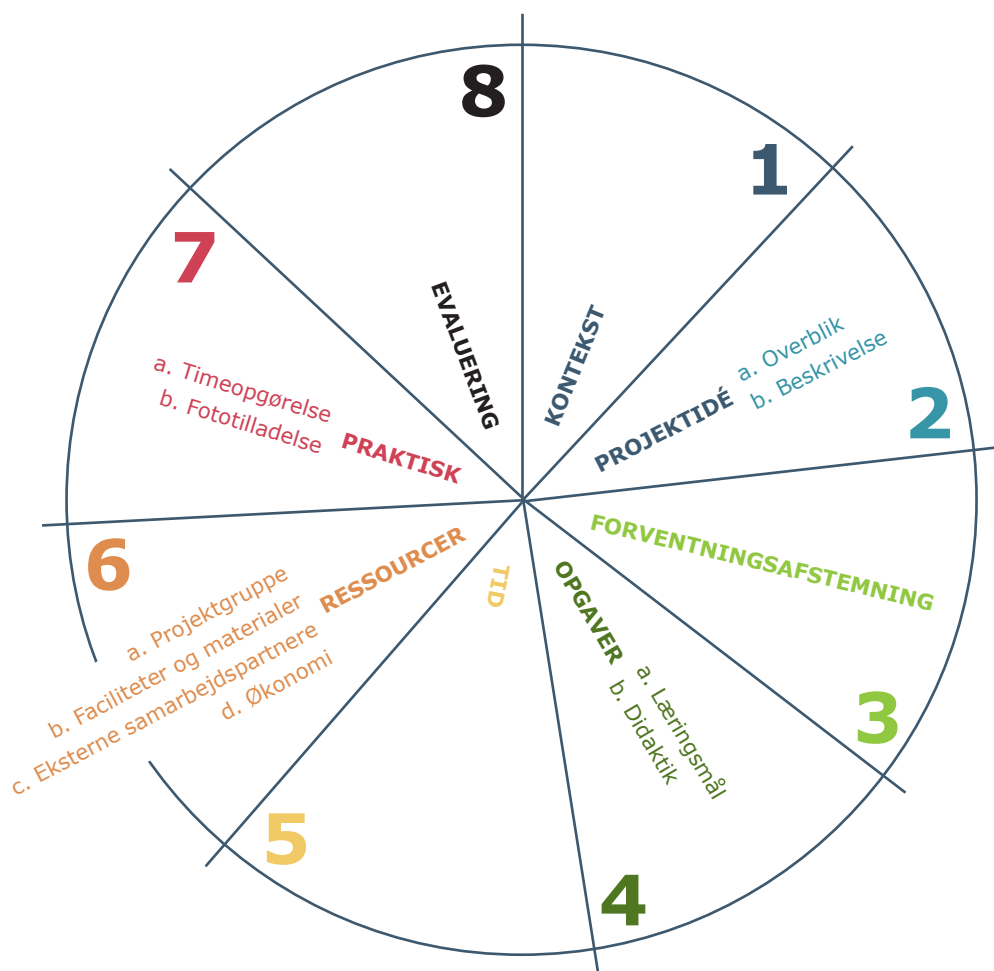 1
KONTEKST
2
PROJEKTIDÉ
a. Overblik
b. Beskrivelse
3
FORVENTNINGSAFSTEMNING
4
OPGAVER
a. Læringsmål
b. Didaktik
5
TID
6
RESSOURCER
a. Projektgruppe
b. Faciliteter og materialer
c. Eksterne samarbejdspartnere
d. Økonomi
7
PRAKTISK
a. Timeopgørelse
b. Fototilladelse
8
EVALUERING